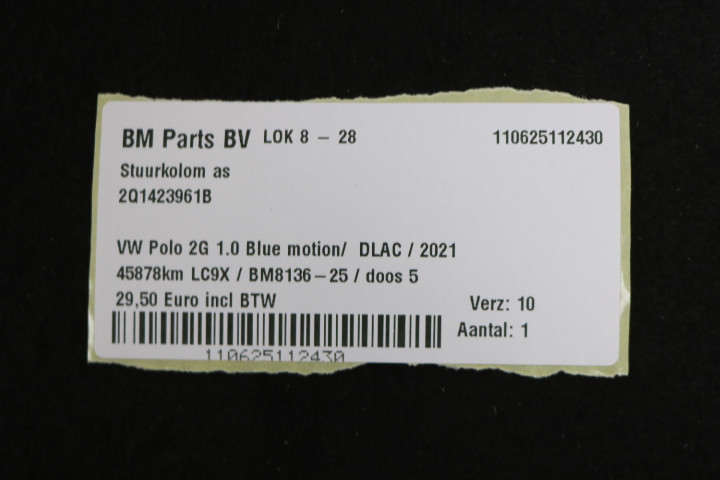 BM Parts BV LOK 8 - 28 110625112430
Stuurkolom as
2Q1423961B
VW Polo 2G 1.0 Blue motion/ DLAC / 2021
45878km LC9X / BM8136-25 / doos 5
29,50 Euro incl BTW Verz: 10
Aantal: 1
110625112430